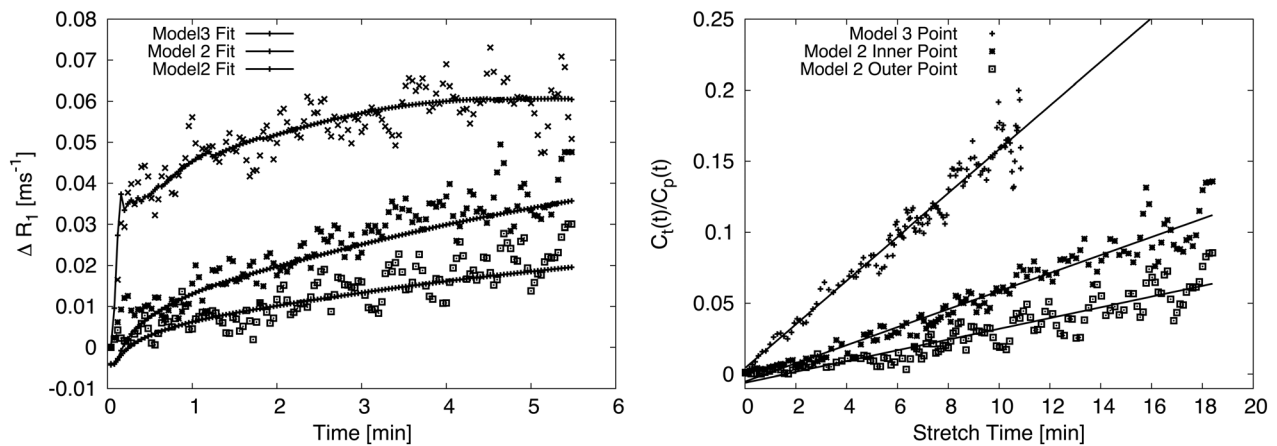 0.08
0.07
0.06
0.05
0.04
0.03
0.02
0.01
0
-0.01
Δ R1 [ms-1]
Model3 Fit
Model 2 Fit
Model2 Fit
0 1 2 3 4 5 6
Time [min]
0.25
0.2
0.15
0.1
0.05
0
Ct(t)/Cp(t)
Model 3 Point
Model 2 Inner Point
Model 2 Outer Point
0 2 4 6 8 10 12 14 16 18 20
Stretch Time [min]